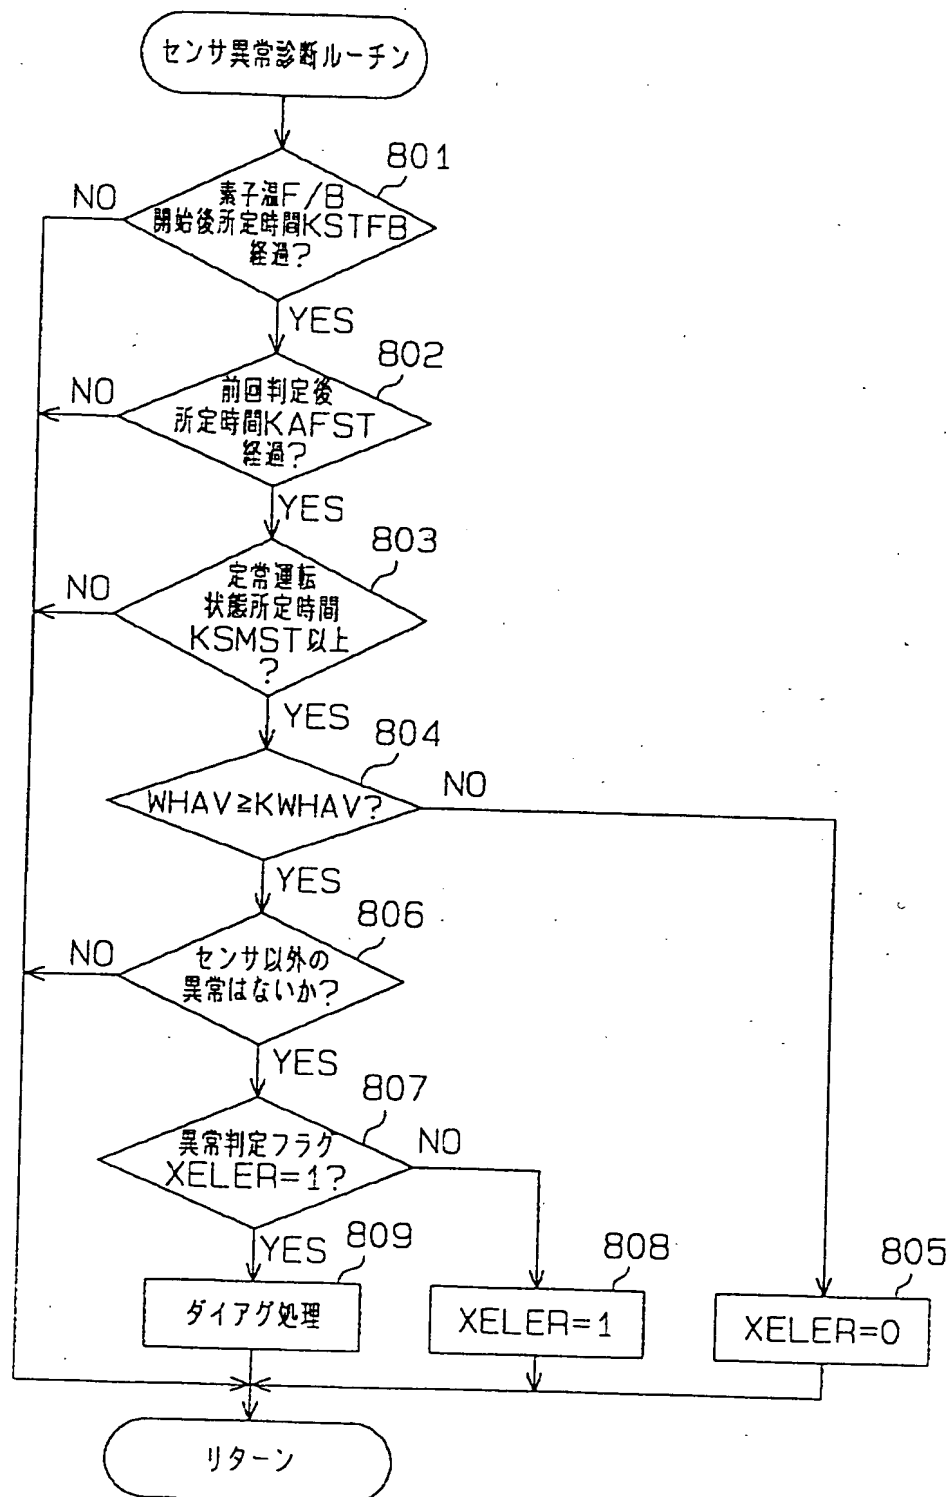 センサ異常診断ルーチン
801
NO
素子温F/B
開始後所定時間KSTFB
経過?
YES
802
NO
前回判定後
所定時間KAFST
経過?
YES
803
NO
定常運転
状態所定時間
KSMST以上
?
YES
804
NO
WHAV≧KWHAV?
YES
806
NO
センサ以外の
異常はないか?
YES
807
NO
異常判定フラグ
XELER=1?
YES
809
808
805
ダイアグ処理
XELER=1
XELER=0
リターン